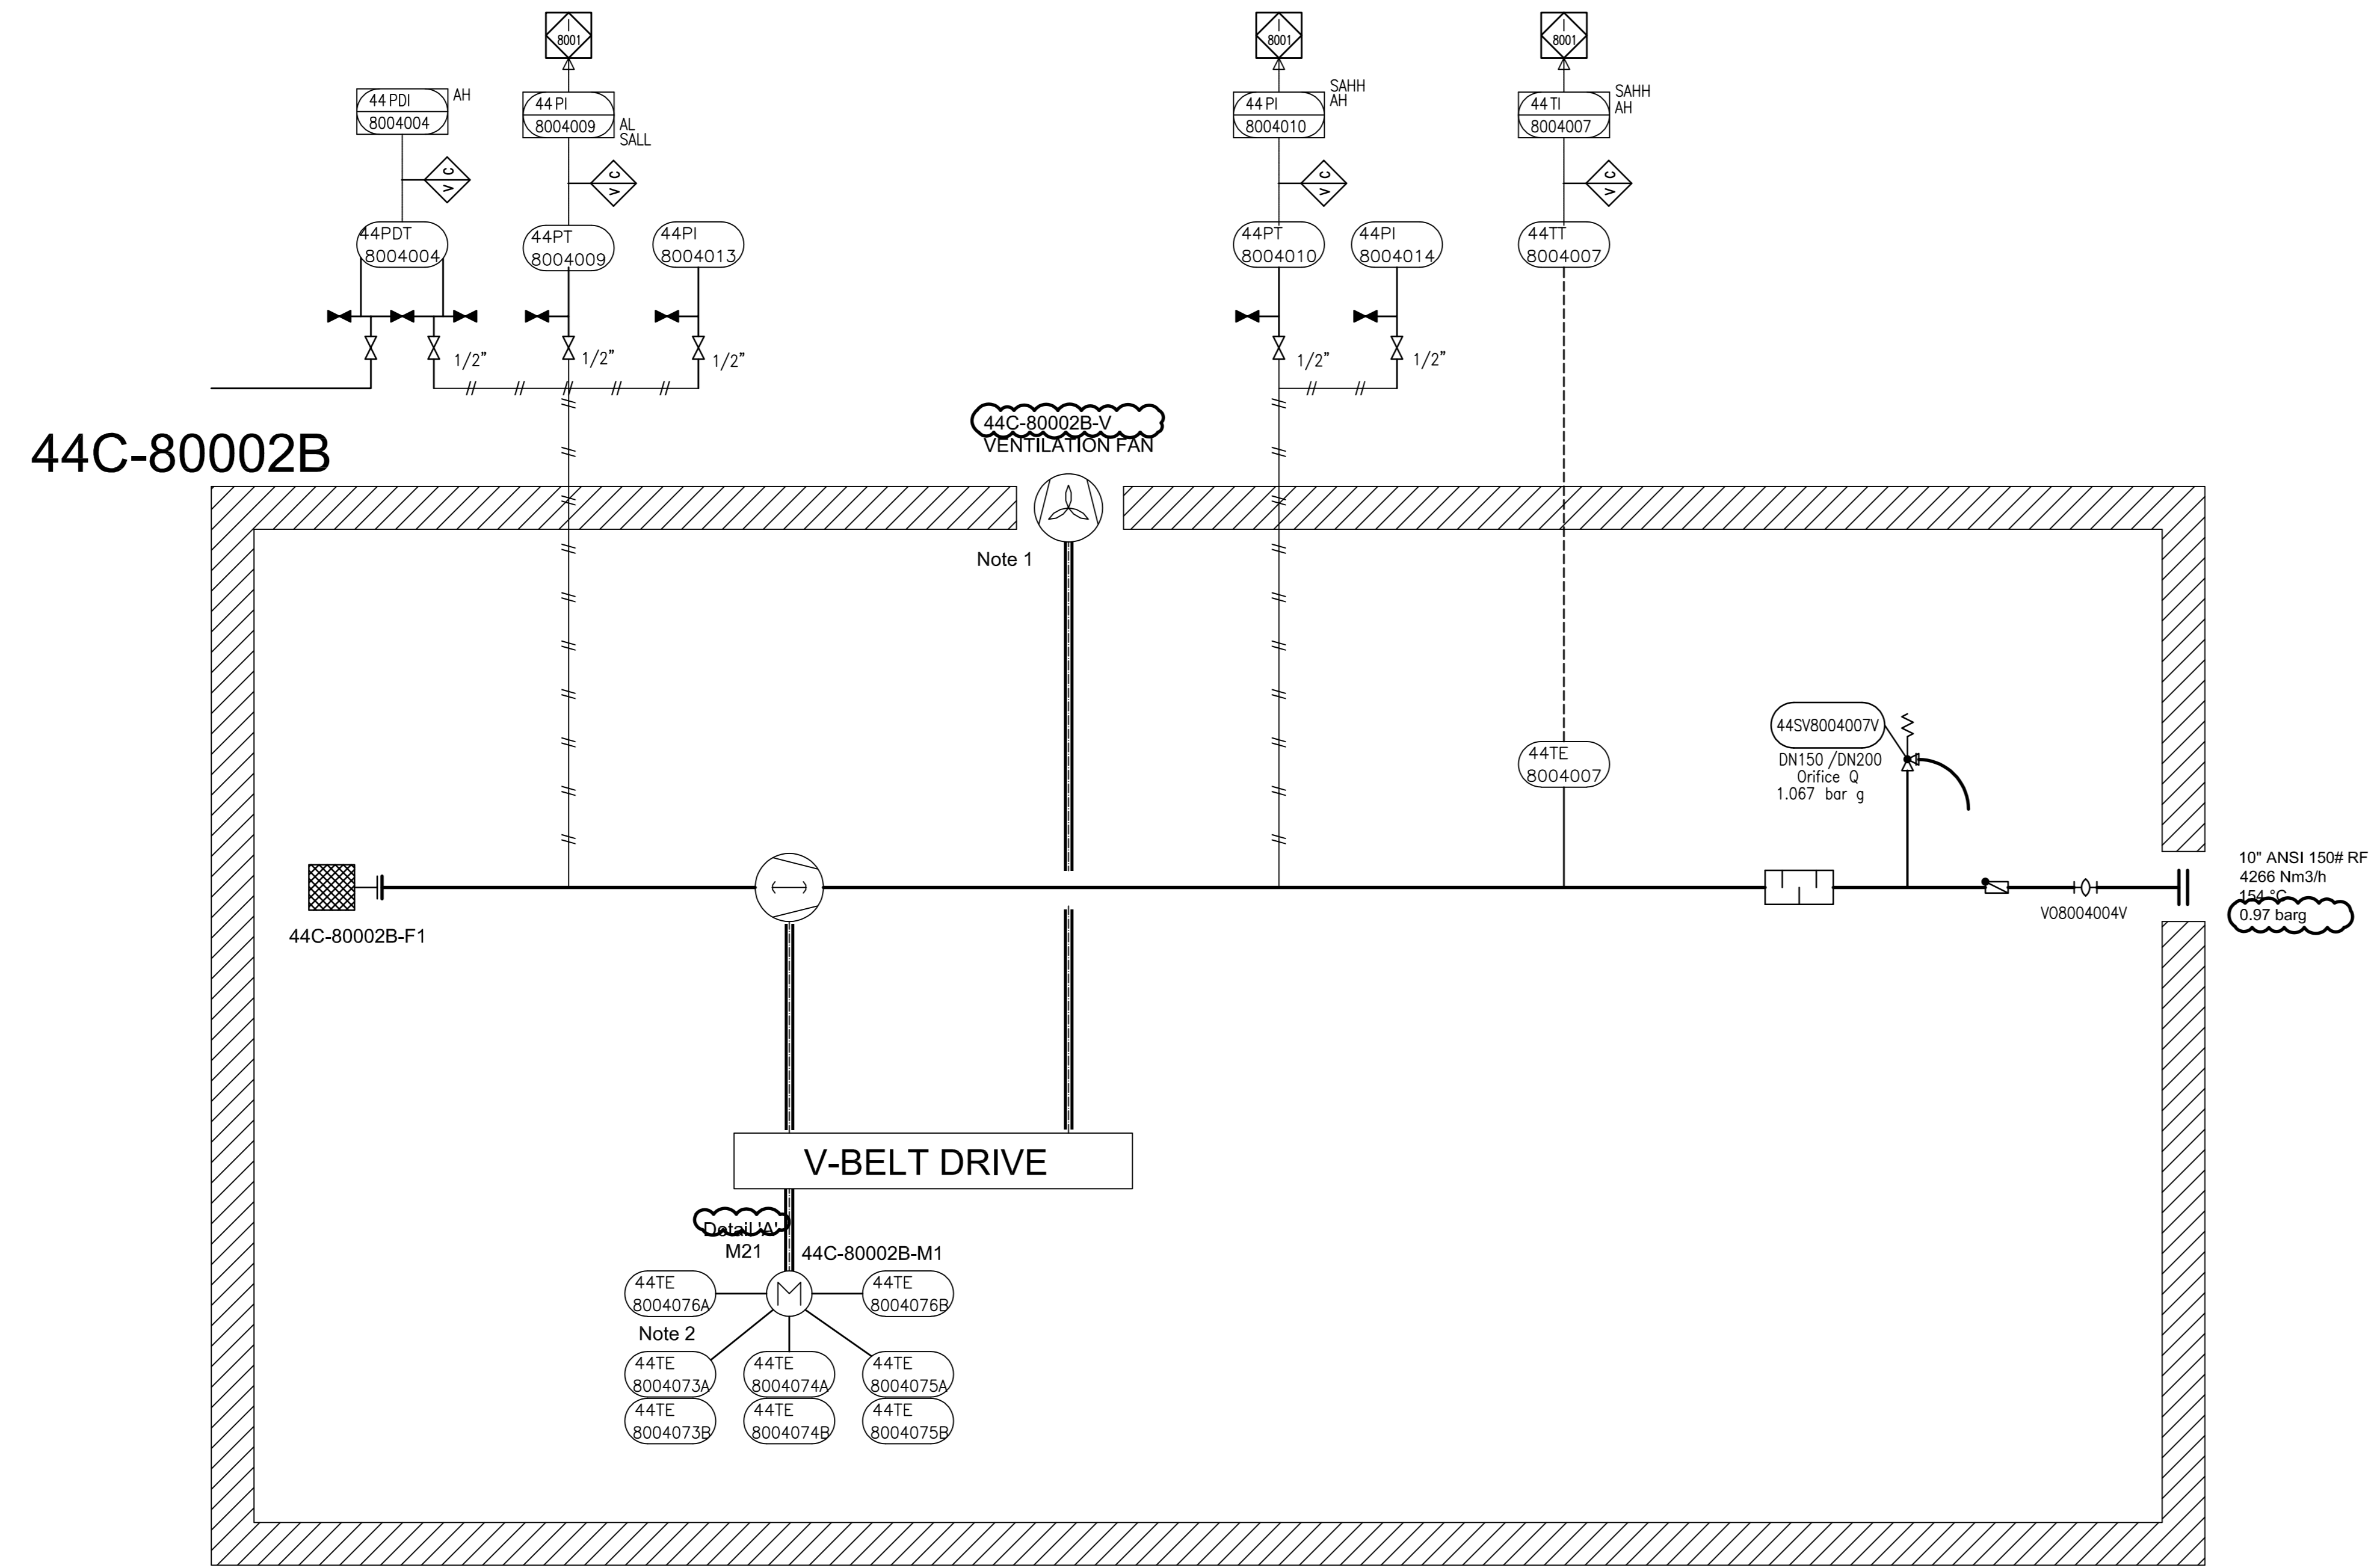 I
8001
I
8001
I
8001
44 PDI
8004004
AH
44 PI
8004009
AL
SALL
44 PI
8004010
SAHH
AH
44 TI
8004007
SAHH
AH
V C
V C
V C
V C
44PDT
8004004
44PT
8004009
44PI
8004013
44PT
8004010
44PI
8004014
44TT
8004007
1/2"
1/2"
1/2"
1/2"
1/2"
44C-80002B
44C-80002B-V
VENTILATION FAN
Note 1
44TE
8004007
44SV8004007V
DN150 /DN200
Orifice Q
1.067 bar g
10" ANSI 150# RF
4266 Nm3/h
154 °C
0.97 barg
VO8004004V
44C-80002B-F1
V-BELT DRIVE
Detail 'A'
M21
44C-80002B-M1
M
44TE
8004076A
44TE
8004076B
Note 2
44TE
8004073A
44TE
8004074A
44TE
8004075A
44TE
8004073B
44TE
8004074B
44TE
8004075B